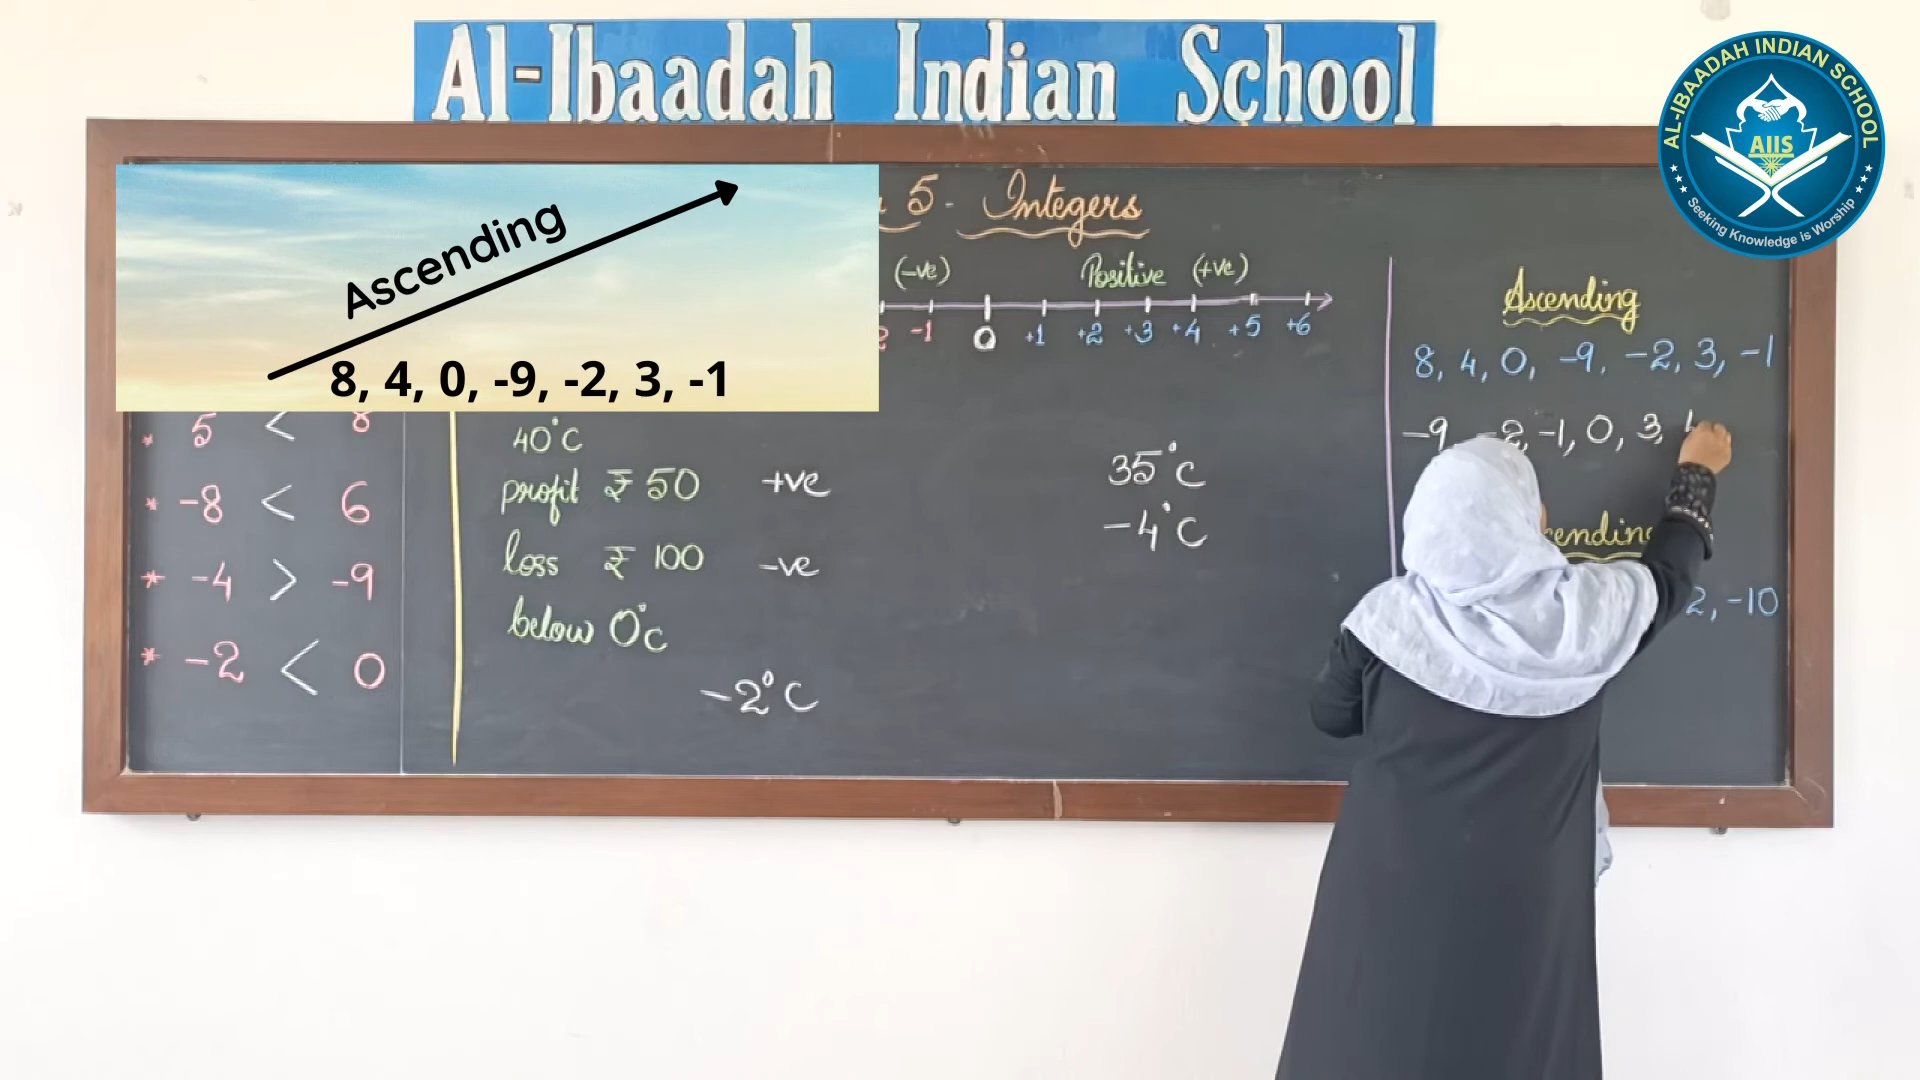 Al-Ibaadah Indian School
AL-IBAADAH INDIAN SCHOOL
AIIS
Seeking Knowledge is Worship
Ascending
8, 4, 0, -9, -2, 3, -1
5 - Integers
(-ve) Positive (+ve)
-1 0 +1 +2 +3 +4 +5 +6
* 5 < 8
* -8 < 6
* -4 > -9
* -2 < 0
40°C
profit ₹ 50 +ve
loss ₹ 100 -ve
below 0°c
-2°C
35°C
-4°C
Ascending
8, 4, 0, -9, -2, 3, -1
-9, -2, -1, 0, 3,
cending
2, -10